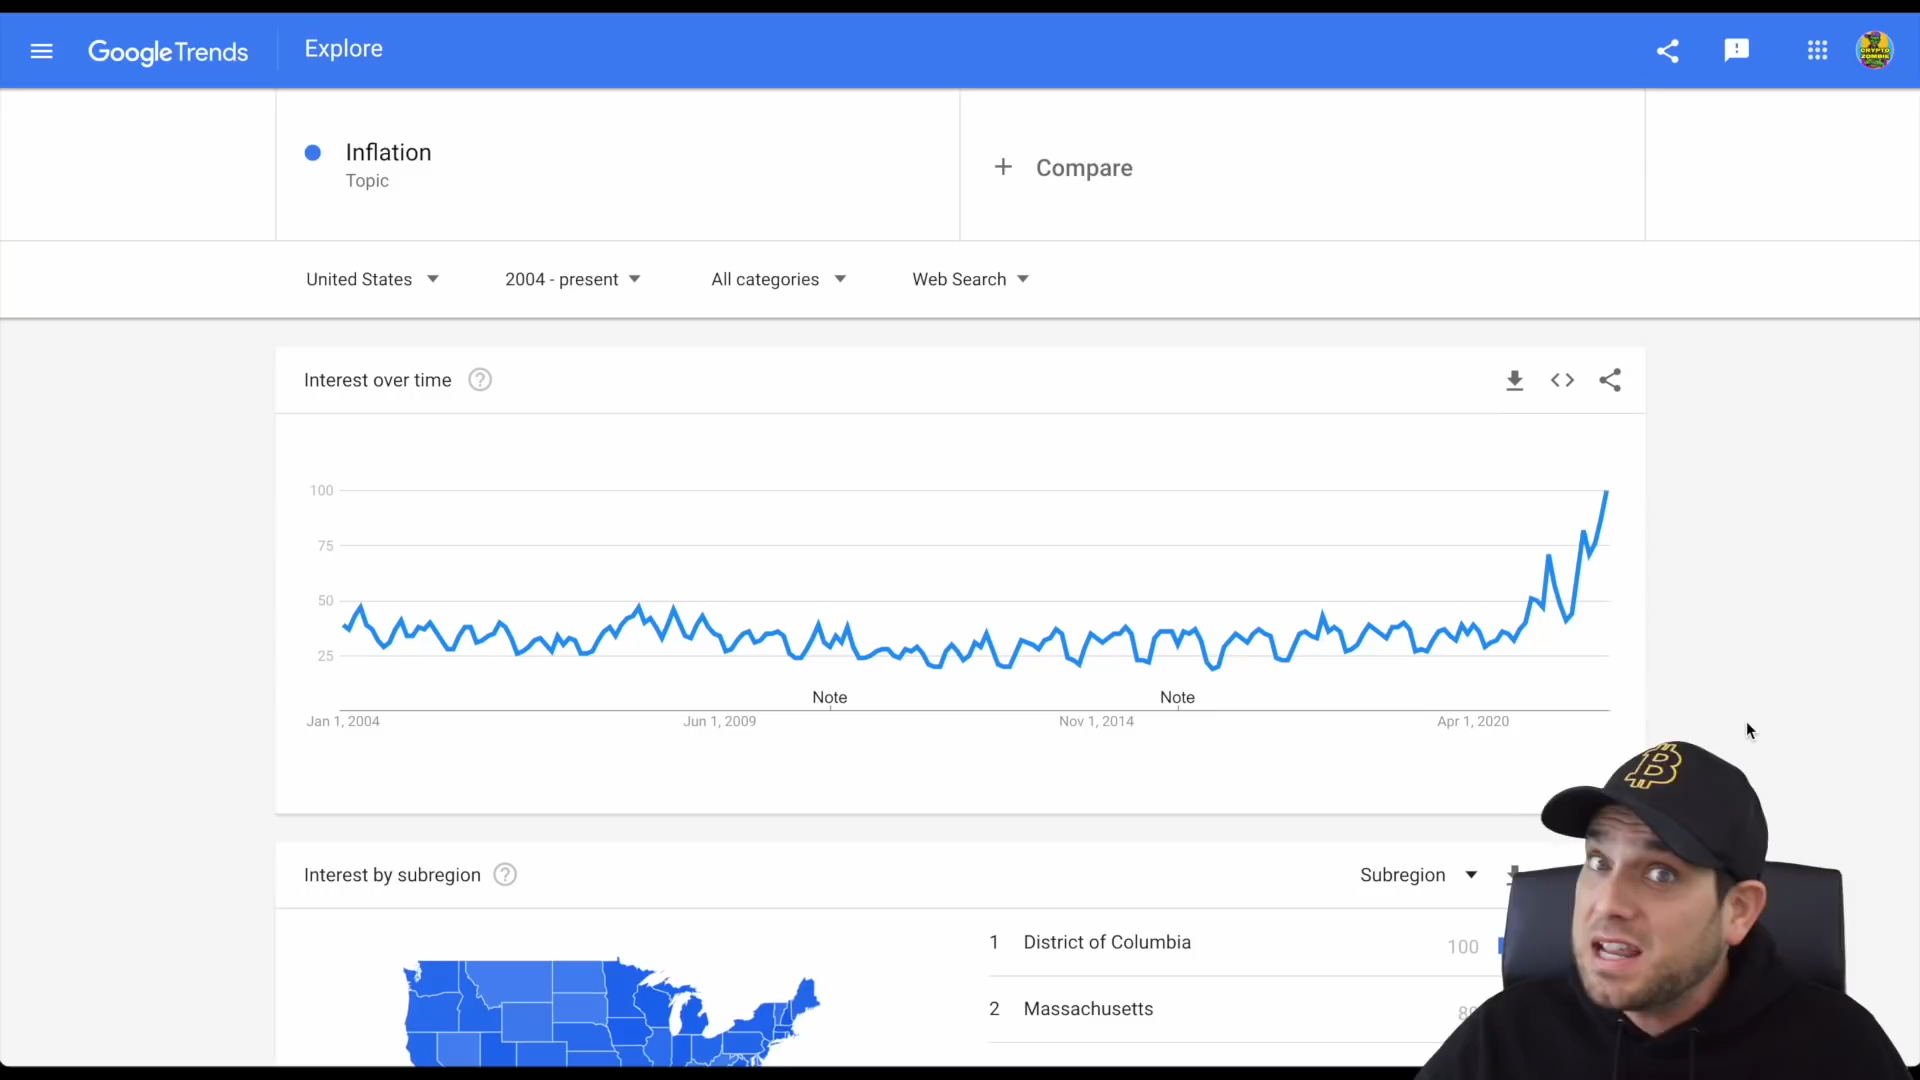 Google Trends
Explore
CRYPTO
ZOMBIE
Inflation
Topic
+ Compare
United States
2004 - present
All categories
Web Search
Interest over time
100
75
50
25
Note
Note
Jan 1, 2004
Jun 1, 2009
Nov 1, 2014
Apr 1, 2020
Interest by subregion
Subregion
1 District of Columbia 100
2 Massachusetts